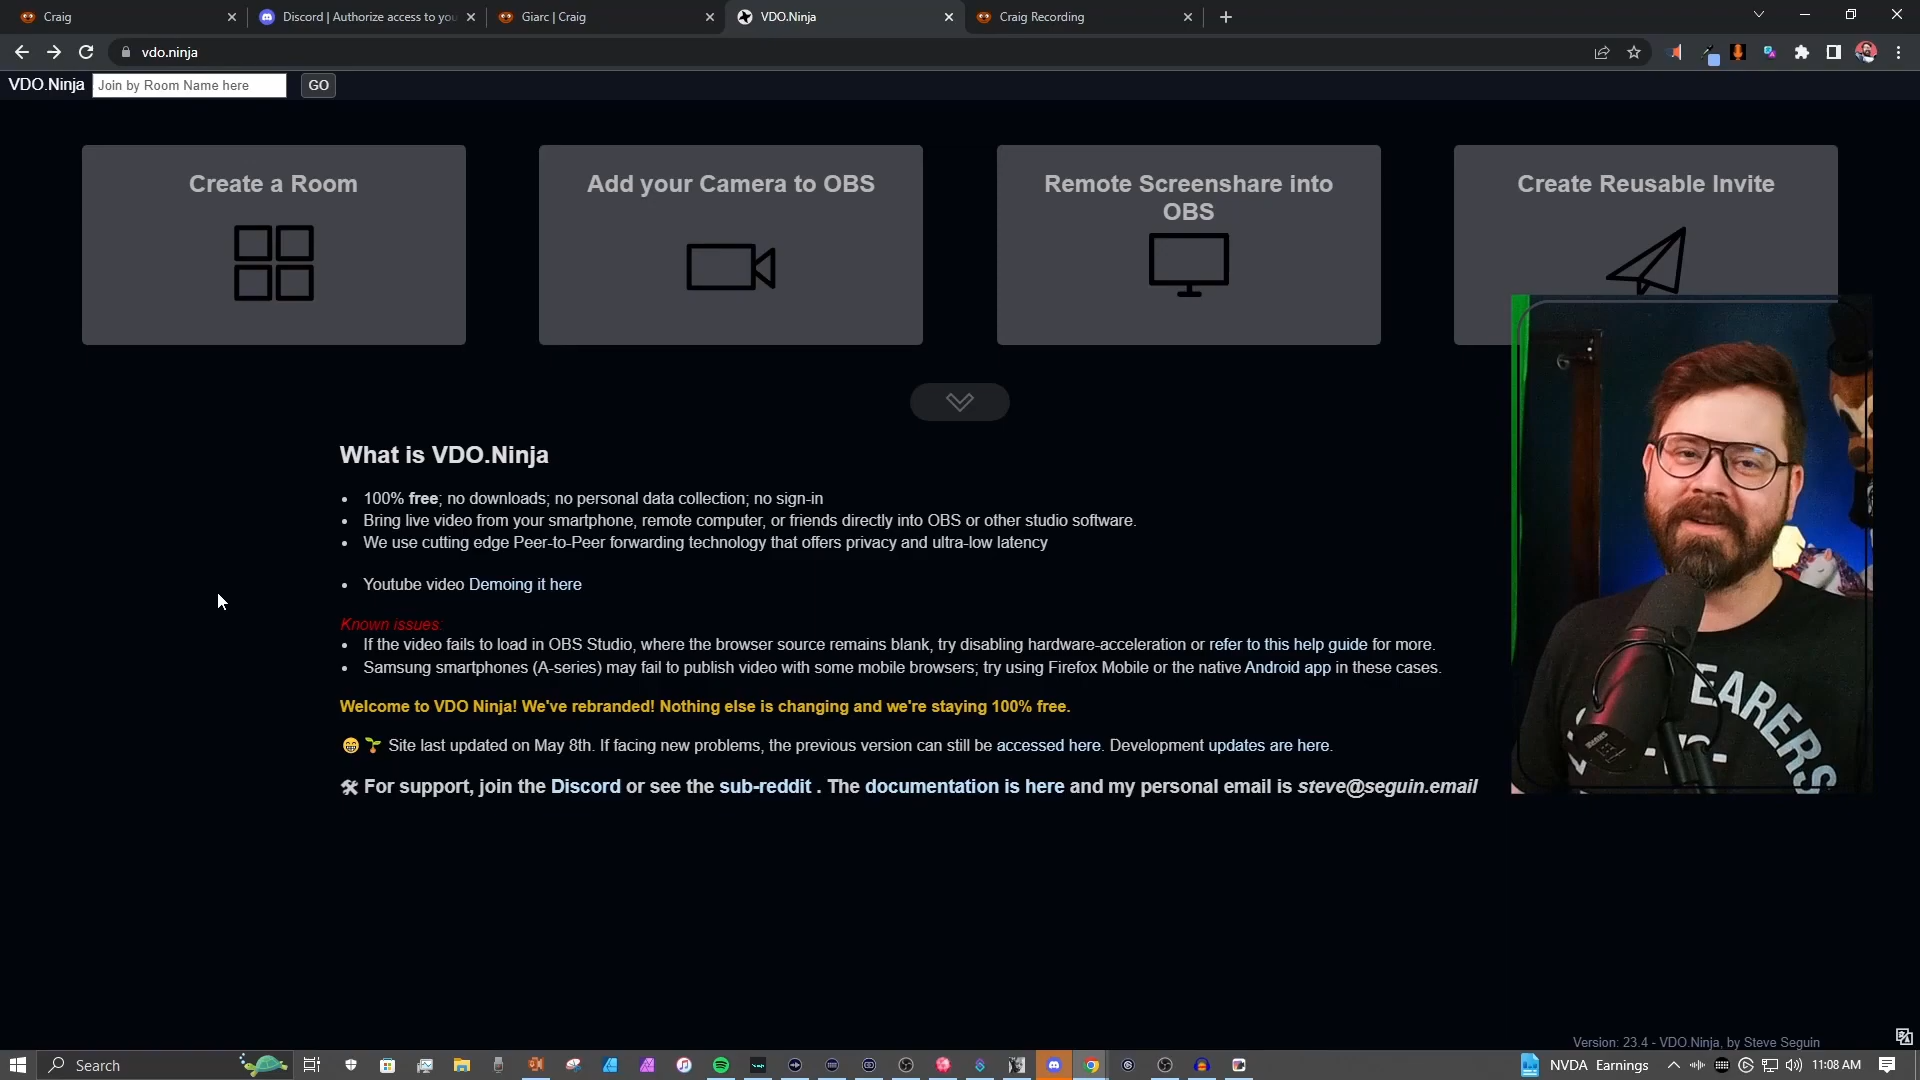 Craig
Discord | Authorize access to you
Giarc | Craig
VDO.Ninja
Craig Recording
vdo.ninja
VDO.Ninja
Join by Room Name here
GO
Create a Room
Add your Camera to OBS
Remote Screenshare into
OBS
Create Reusable Invite
What is VDO.Ninja
• 100% free; no downloads; no personal data collection; no sign-in
• Bring live video from your smartphone, remote computer, or friends directly into OBS or other studio software.
• We use cutting edge Peer-to-Peer forwarding technology that offers privacy and ultra-low latency
• Youtube video Demoing it here
Known issues:
• If the video fails to load in OBS Studio, where the browser source remains blank, try disabling hardware-acceleration or refer to this help guide for more.
• Samsung smartphones (A-series) may fail to publish video with some mobile browsers; try using Firefox Mobile or the native Android app in these cases.
Welcome to VDO Ninja! We've rebranded! Nothing else is changing and we're staying 100% free.
😁 🌱 Site last updated on May 8th. If facing new problems, the previous version can still be accessed here. Development updates are here.
🛠 For support, join the Discord or see the sub-reddit . The documentation is here and my personal email is steve@seguin.email
EARERS
Version: 23.4 - VDO.Ninja, by Steve Seguin
Search
NVDA Earnings
11:08 AM